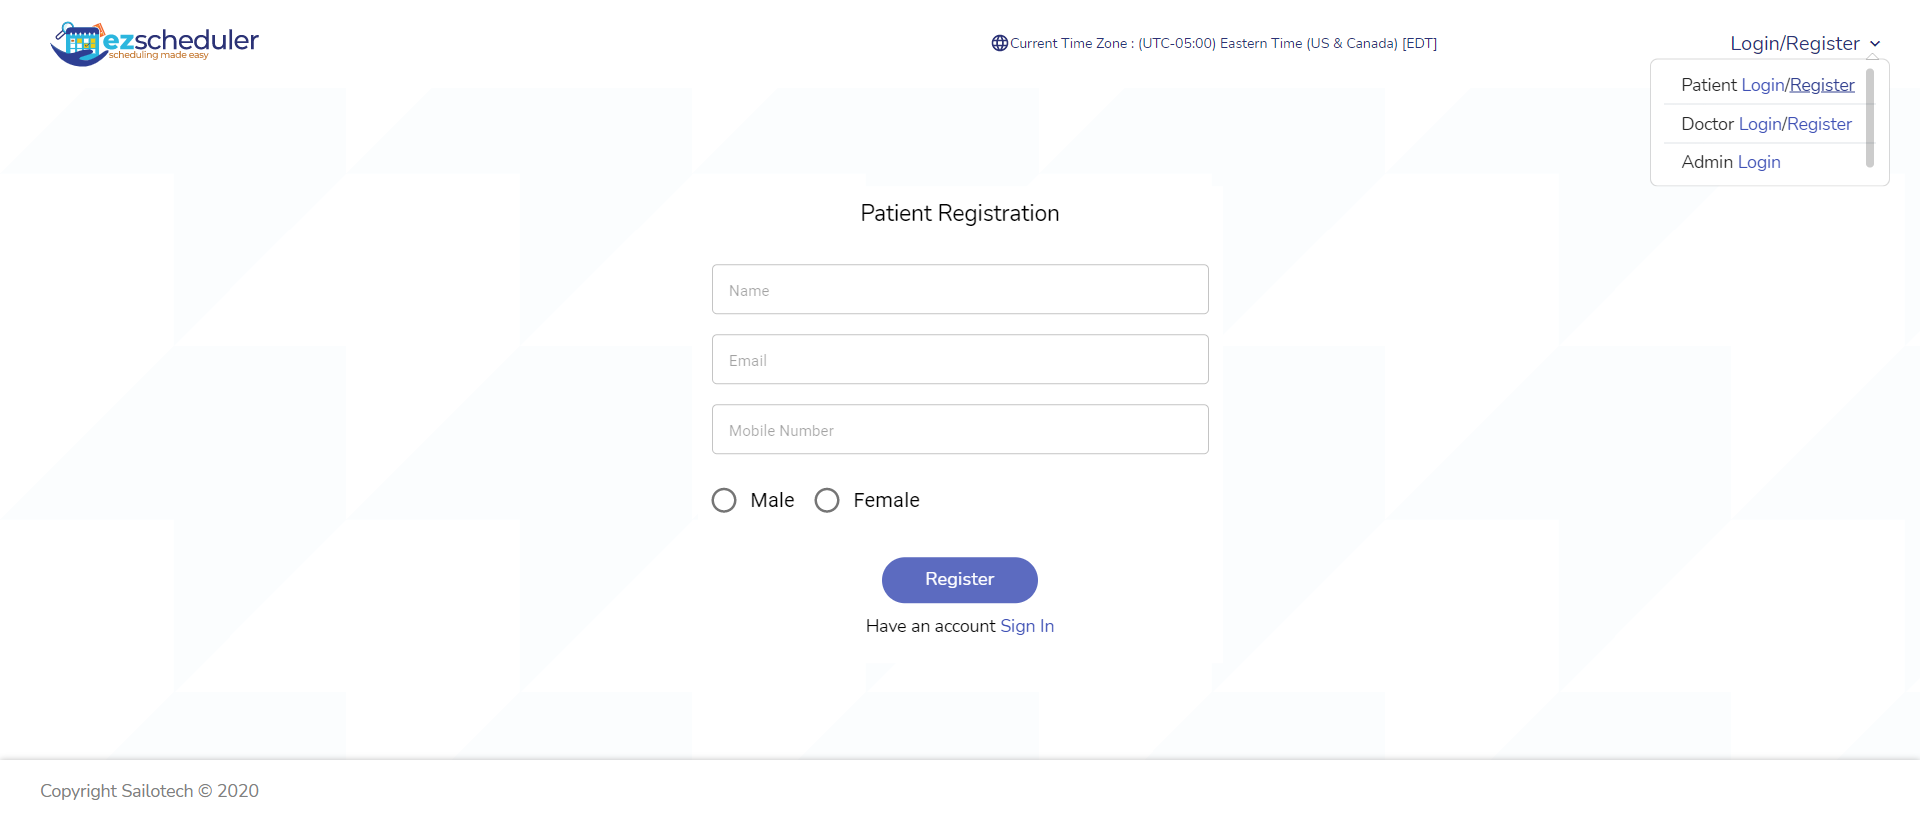 ezscheduler
scheduling made easy
Current Time Zone : (UTC-05:00) Eastern Time (US & Canada) [EDT]
Login/Register
Patient Login/Register
Doctor Login/Register
Admin Login
Patient Registration
Name
Email
Mobile Number
Male Female
Register
Have an account Sign In
Copyright Sailotech © 2020